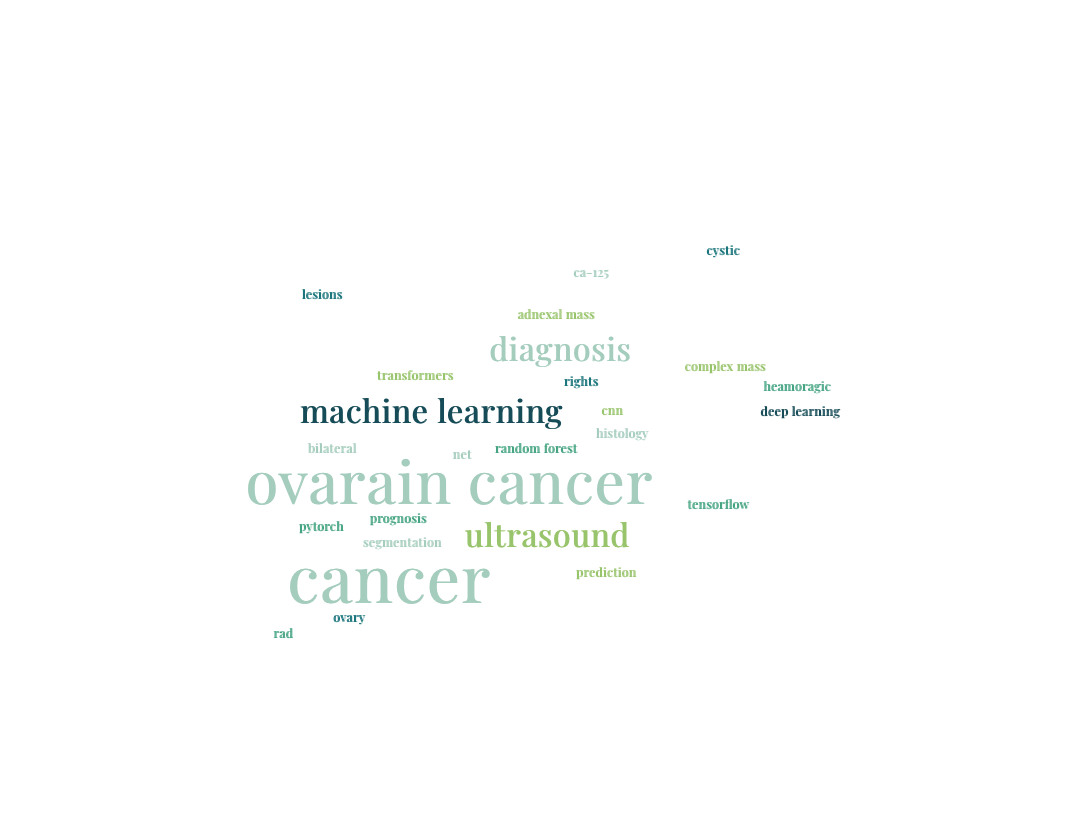 cystic
ca-125
lesions
adnexal mass
diagnosis
complex mass
transformers
rights
heamoragic
machine learning
cnn
deep learning
histology
bilateral
net
random forest
ovarain cancer
tensorflow
pytorch
prognosis
segmentation
ultrasound
prediction
cancer
ovary
rad